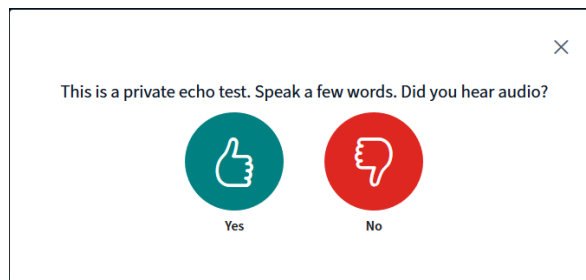 This is a private echo test. Speak a few words. Did you hear audio?
Yes
No